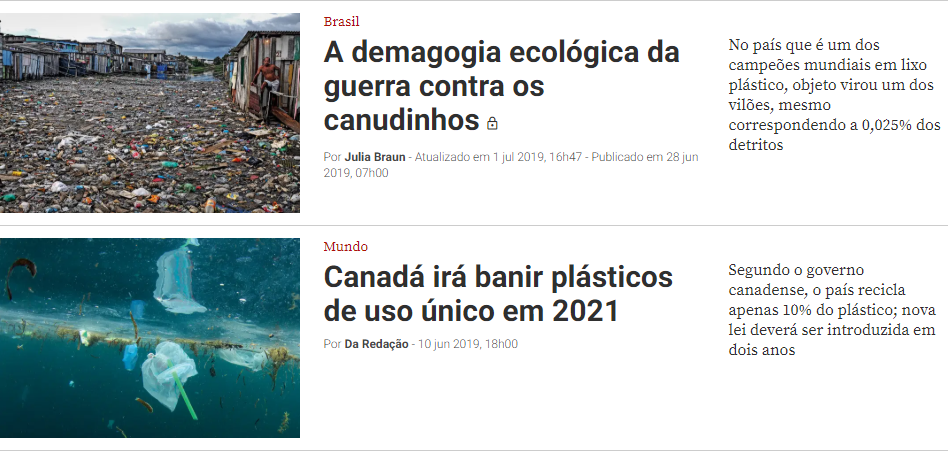 Brasil
A demagogia ecológica da
guerra contra os
canudinhos
Por Julia Braun - Atualizado em 1 jul 2019, 16h47 - Publicado em 28 jun
2019, 07h00
No país que é um dos
campeões mundiais em lixo
plástico, objeto virou um dos
vilões, mesmo
correspondendo a 0,025% dos
detritos
Mundo
Canadá irá banir plásticos
de uso único em 2021
Por Da Redação - 10 jun 2019, 18h00
Segundo o governo
canadense, o país recicla
apenas 10% do plástico; nova
lei deverá ser introduzida em
dois anos